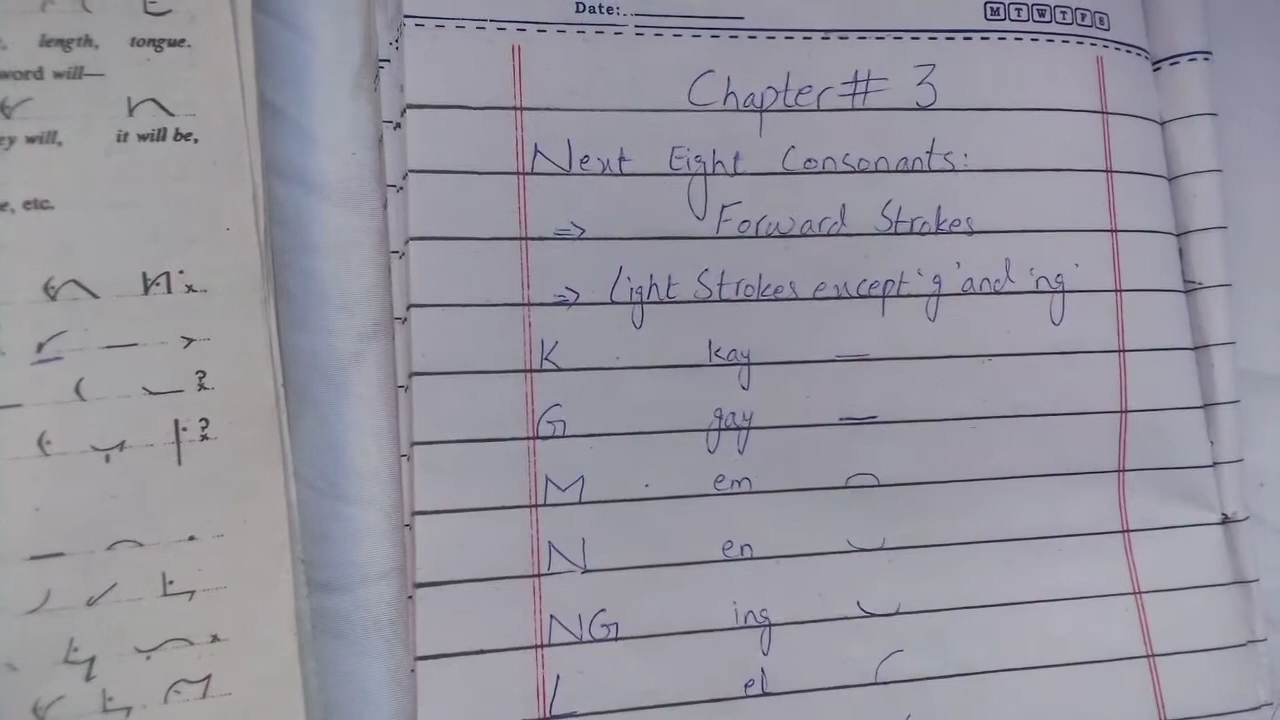 length, tongue.
word will—
ey will, it will be,
e, etc.
Date:
M T W T F S
Chapter # 3
Next Eight Consonants:
⇒ Forward Strokes
⇒ Light Strokes except 'g' and 'ng'
K kay —
G gay —
M em
N en
NG ing
L el